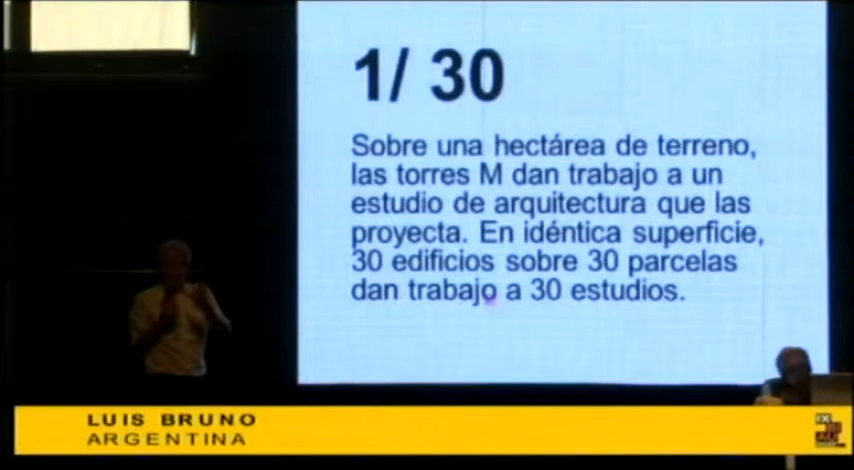 1/ 30
Sobre una hectárea de terreno,
las torres M dan trabajo a un
estudio de arquitectura que las
proyecta. En idéntica superficie,
30 edificios sobre 30 parcelas
dan trabajo a 30 estudios.
LUIS BRUNO
ARGENTINA